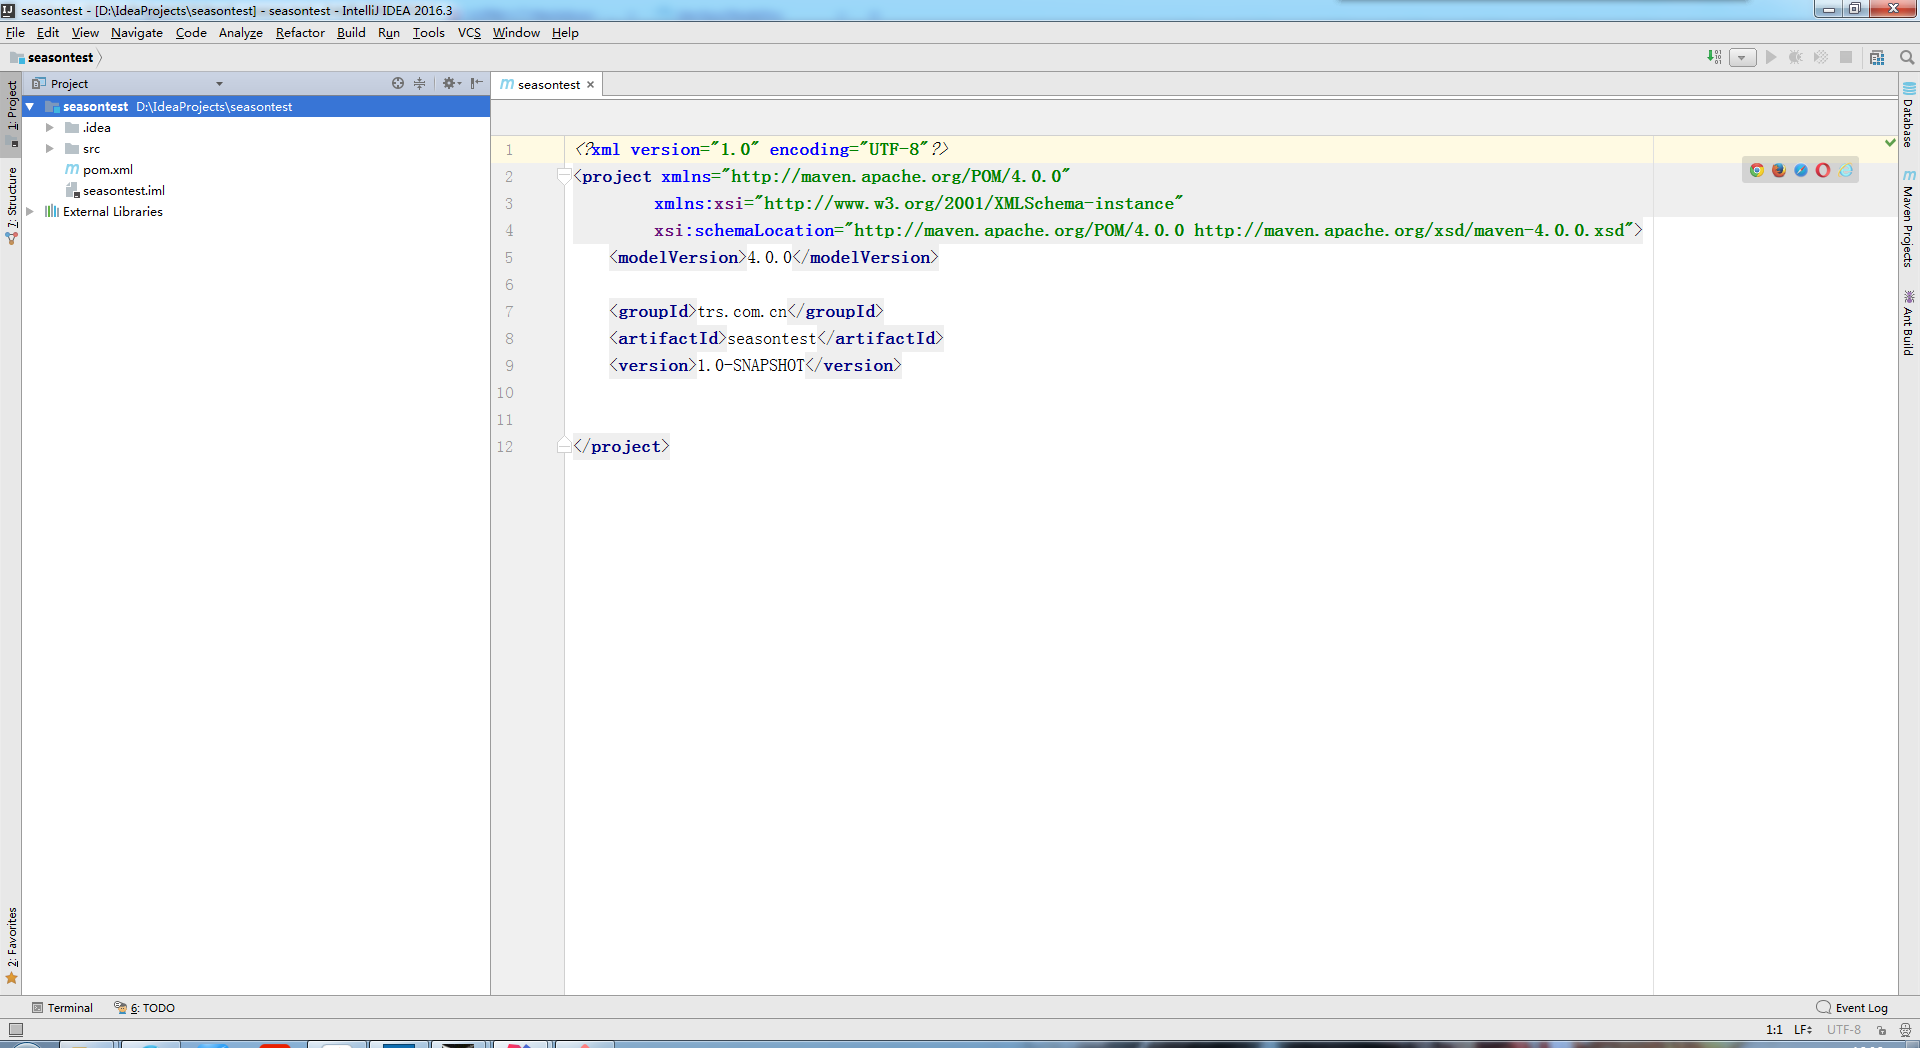 seasontest - [D:\IdeaProjects\seasontest] - seasontest - IntelliJ IDEA 2016.3
File Edit View Navigate Code Analyze Refactor Build Run Tools VCS Window Help
seasontest
Project
seasontest
1: Project
7: Structure
2: Favorites
seasontest D:\IdeaProjects\seasontest
.idea
src
pom.xml
seasontest.iml
External Libraries
1 <?xml version="1.0" encoding="UTF-8"?>
2 <project xmlns="http://maven.apache.org/POM/4.0.0"
3 xmlns:xsi="http://www.w3.org/2001/XMLSchema-instance"
4 xsi:schemaLocation="http://maven.apache.org/POM/4.0.0 http://maven.apache.org/xsd/maven-4.0.0.xsd">
5 <modelVersion>4.0.0</modelVersion>
6
7 <groupId>trs.com.cn</groupId>
8 <artifactId>seasontest</artifactId>
9 <version>1.0-SNAPSHOT</version>
10
11
12 </project>
Database
Maven Projects
Ant Build
Terminal
6: TODO
Event Log
1:1 LF UTF-8